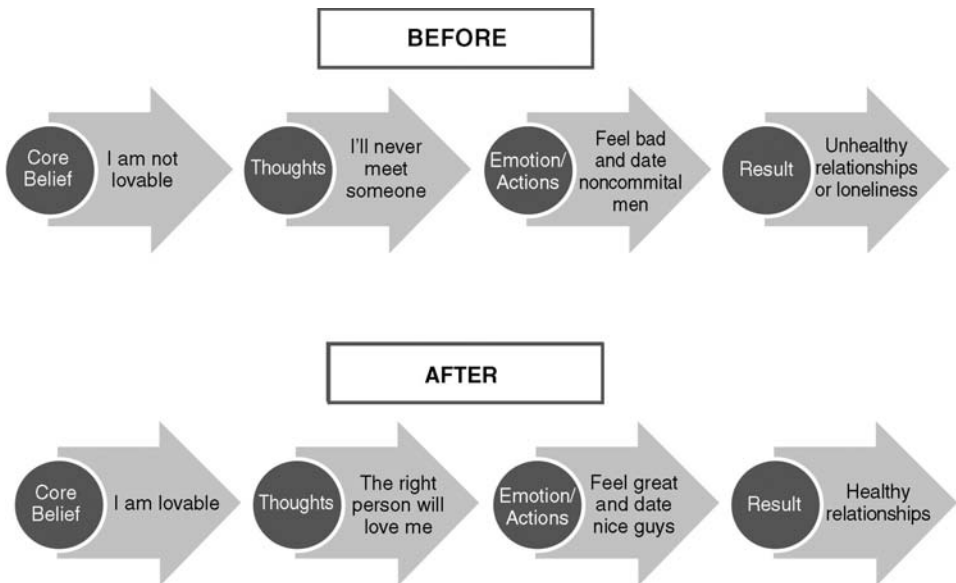 BEFORE
Core
Belief
I am not
lovable
Thoughts
I'll never
meet
someone
Emotion/
Actions
Feel bad
and date
noncommital
men
Result
Unhealthy
relationships
or loneliness
AFTER
Core
Belief
I am lovable
Thoughts
The right
person will
love me
Emotion/
Actions
Feel great
and date
nice guys
Result
Healthy
relationships